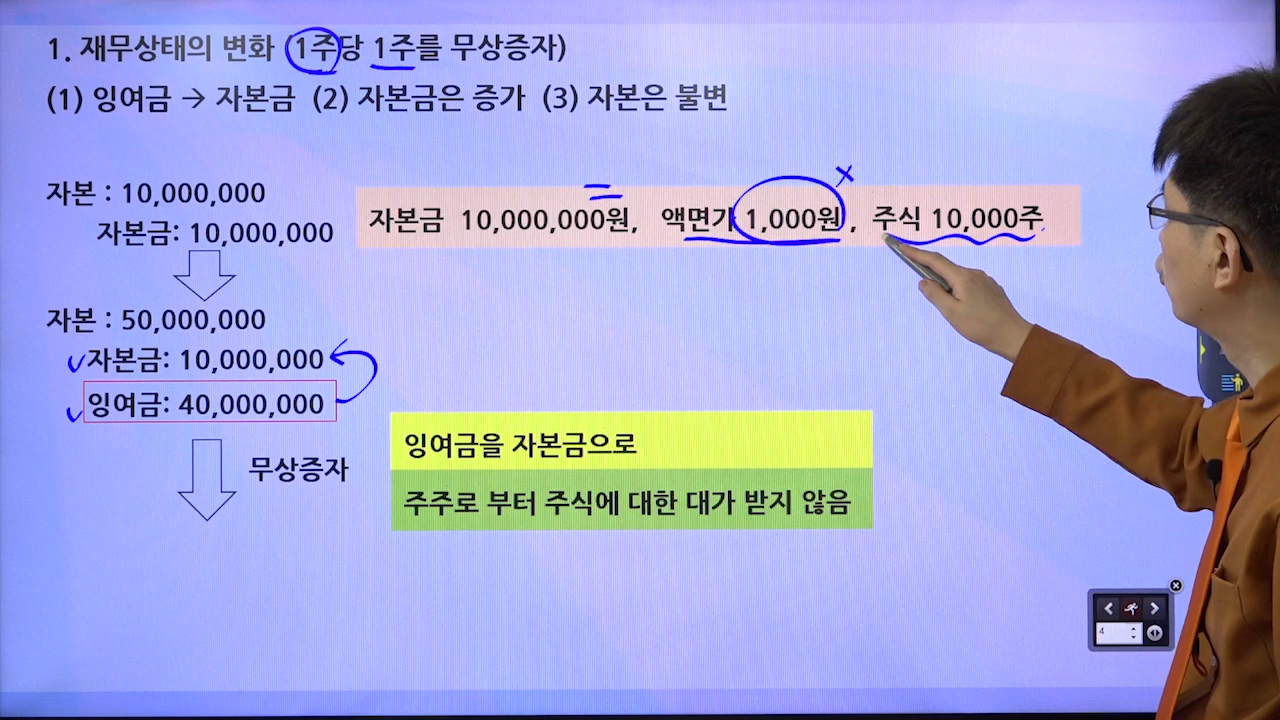 1. 재무상태의 변화 (1주당 1주를 무상증자)
(1) 잉여금 → 자본금 (2) 자본금은 증가 (3) 자본은 불변
자본 : 10,000,000
자본금: 10,000,000
자본금 10,000,000원, 액면가 1,000원, 주식 10,000주
자본 : 50,000,000
자본금: 10,000,000
잉여금: 40,000,000
무상증자
잉여금을 자본금으로
주주로 부터 주식에 대한 대가 받지 않음
4